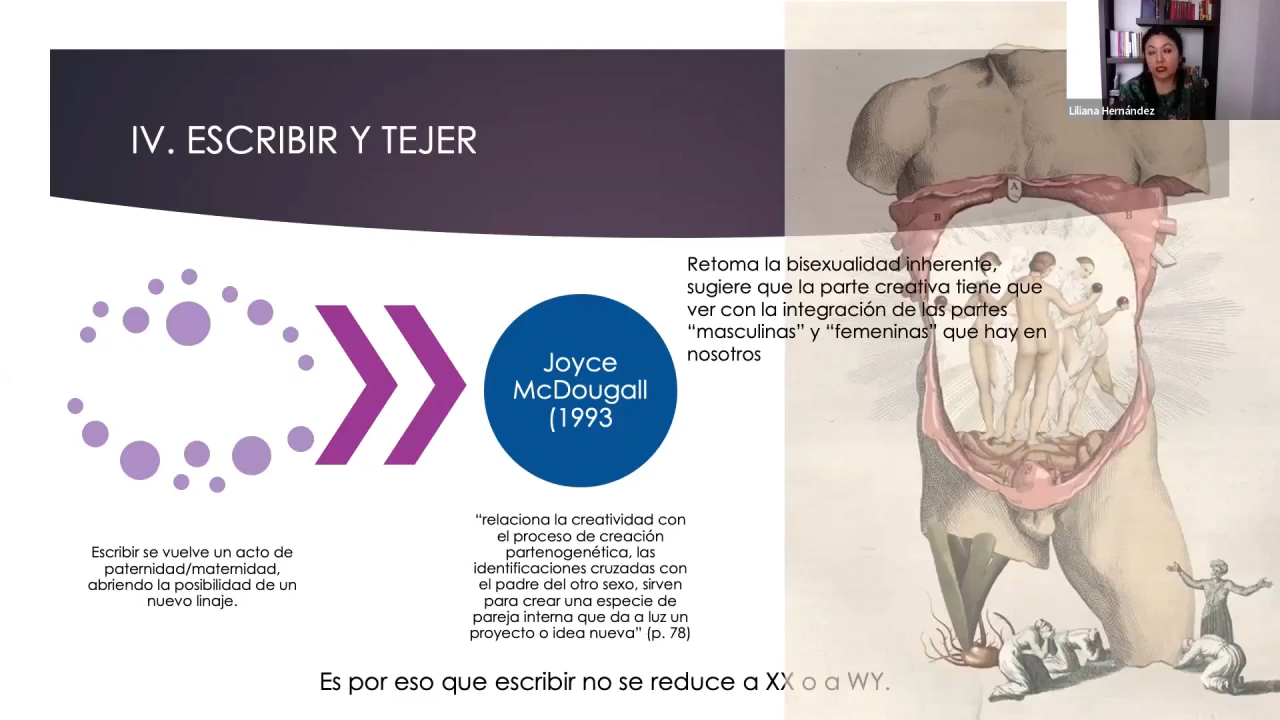 Liliana Hernández
IV. ESCRIBIR Y TEJER
A
B
B
Retoma la bisexualidad inherente,
sugiere que la parte creativa tiene que
ver con la integración de las partes
“masculinas” y “femeninas” que hay en
nosotros
Joyce
McDougall
(1993
Escribir se vuelve un acto de
paternidad/maternidad,
abriendo la posibilidad de un
nuevo linaje.
“relaciona la creatividad con
el proceso de creación
partenogenética, las
identificaciones cruzadas con
el padre del otro sexo, sirven
para crear una especie de
pareja interna que da a luz un
proyecto o idea nueva” (p. 78)
Es por eso que escribir no se reduce a XX o a WY.